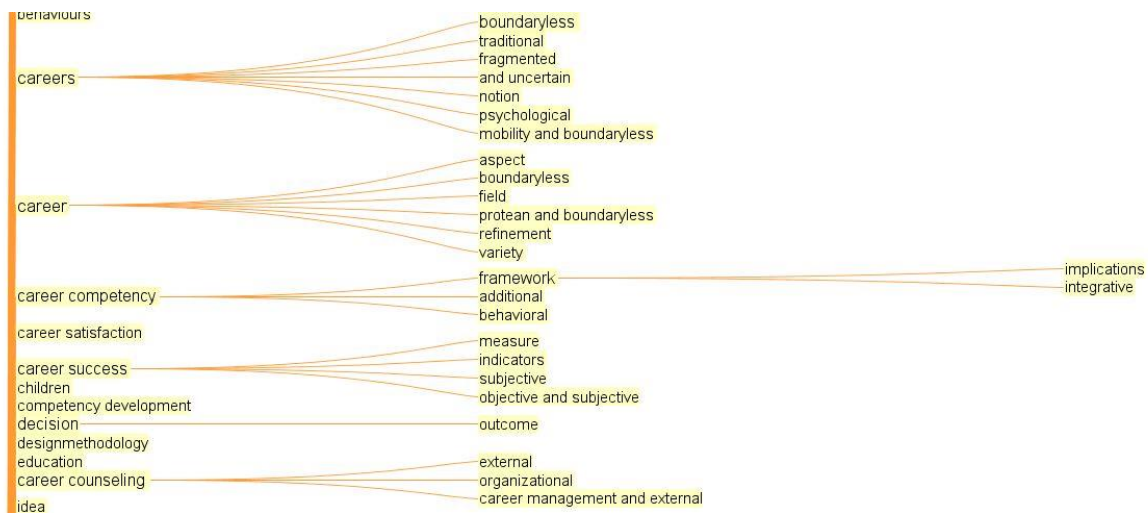 behaviours
careers
boundaryless
traditional
fragmented
and uncertain
notion
psychological
mobility and boundaryless
career
aspect
boundaryless
field
protean and boundaryless
refinement
variety
career competency
framework
implications
integrative
additional
behavioral
career satisfaction
career success
measure
indicators
subjective
objective and subjective
children
competency development
decision
outcome
designmethodology
education
career counseling
external
organizational
career management and external
idea